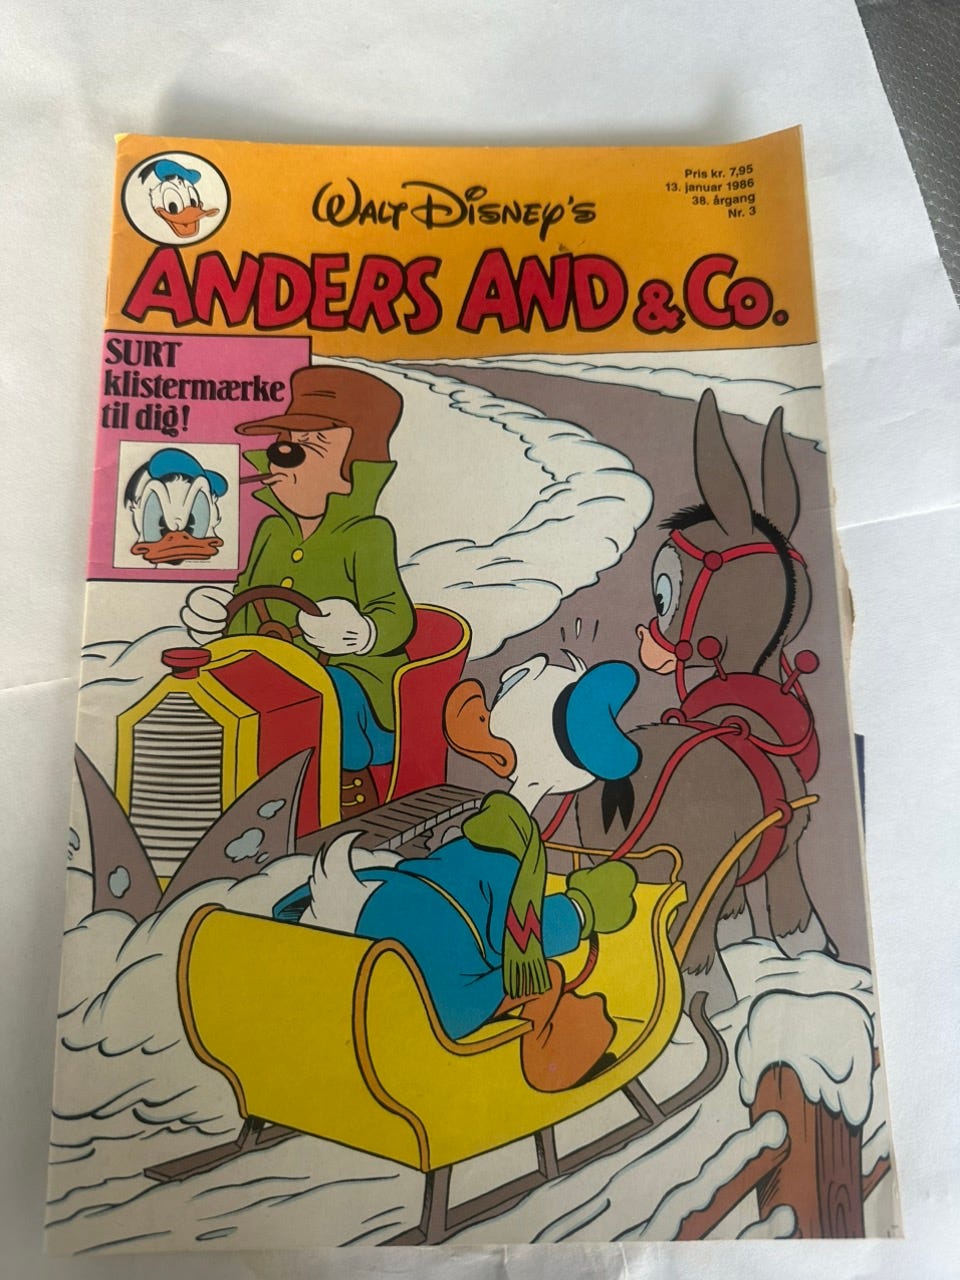 WALT DISNEY'S
Pris kr. 7,95
13. januar 1986
38. årgang
Nr. 3
ANDERS AND & Co.
SURT
klistermærke
til dig!